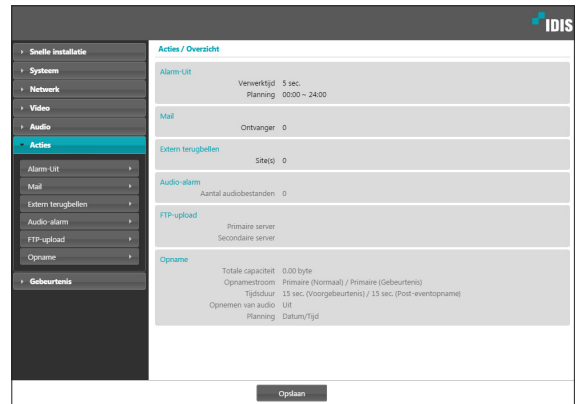 IDIS
Snelle installatie
Systeem
Netwerk
Video
Audio
Acties
Alarm-Uit
Mail
Extern terugbellen
Audio-alarm
FTP-upload
Opname
Gebeurtenis
Acties / Overzicht
Alarm-Uit
Verwerktijd 5 sec.
Planning 00:00 ~ 24:00
Mail
Ontvanger 0
Extern terugbellen
Site(s) 0
Audio-alarm
Aantal audiobestanden 0
FTP-upload
Primaire server
Secondaire server
Opname
Totale capaciteit 0.00 byte
Opnamestroom Primaire (Normaal) / Primaire (Gebeurtenis)
Tijdsduur 15 sec. (Voorgebeurtenis) / 15 sec. (Post-eventopname)
Opnemen van audio Uit
Planning Datum/Tijd
Opslaan